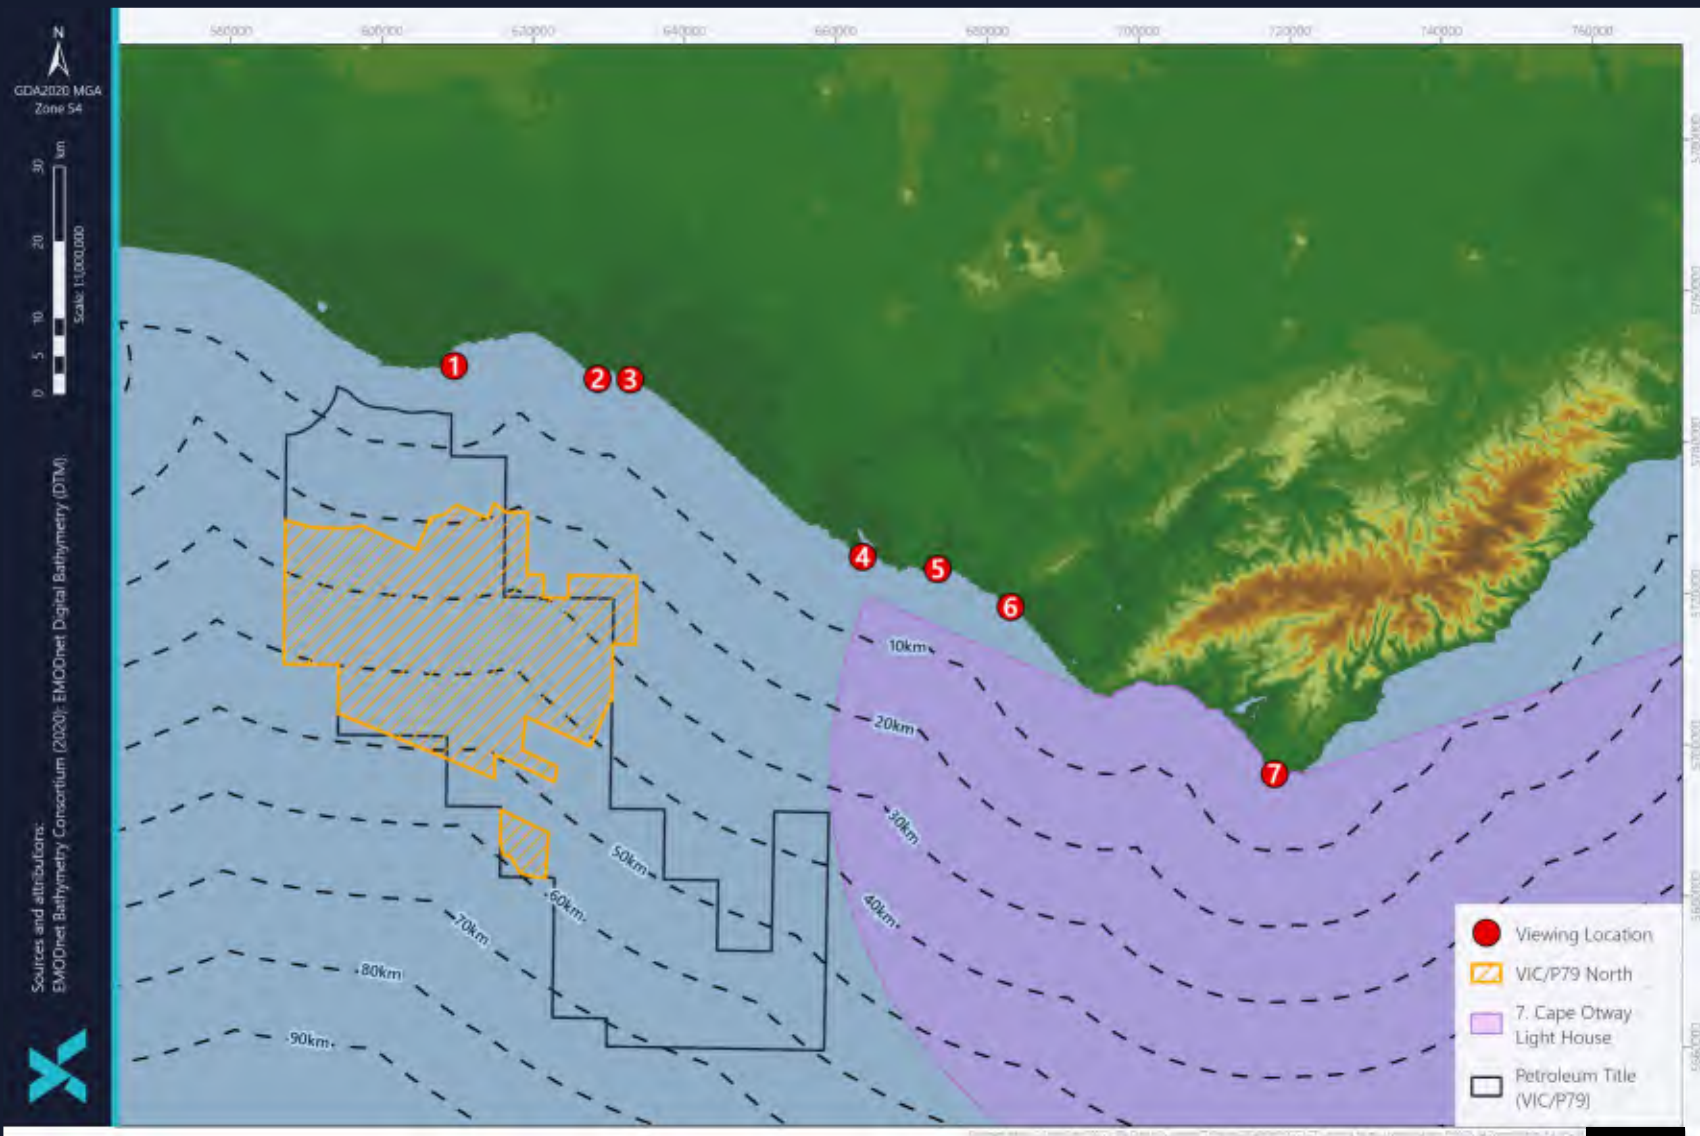 N
GDA2020 MGA
Zone 54
0 5 10 20 30 km
Scale: 1:1,000,000
Sources and attributions:
EMODnet Bathymetry Consortium (2020): EMODnet Digital Bathymetry (DTM).
580000 600000 620000 640000 660000 680000 700000 720000 740000 760000
1
2 3
4
5
6
7
10km
20km
30km
40km
50km
60km
70km
80km
90km
Viewing Location
VIC/P79 North
7. Cape Otway
Light House
Petroleum Title
(VIC/P79)